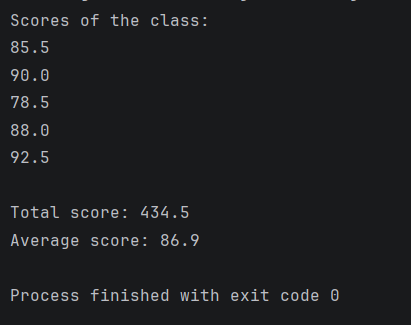 Scores of the class:
85.5
90.0
78.5
88.0
92.5
Total score: 434.5
Average score: 86.9
Process finished with exit code 0